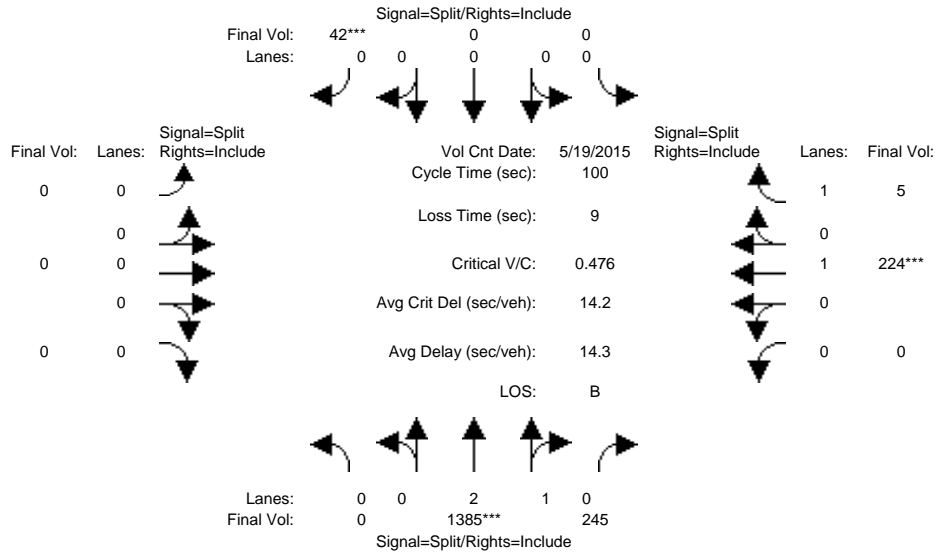 Signal=Split/Rights=Include
Final Vol: 42*** 0 0
Lanes: 0 0 0 0 0
Signal=Split Signal=Split
Final Vol: Lanes: Rights=Include Vol Cnt Date: 5/19/2015 Rights=Include Lanes: Final Vol:
Cycle Time (sec): 100
0 0 1 5
Loss Time (sec): 9
0 0
0 0 Critical V/C: 0.476 1 224***
0 Avg Crit Del (sec/veh): 14.2 0
0 0 Avg Delay (sec/veh): 14.3 0 0
LOS: B
Lanes: 0 0 2 1 0
Final Vol: 0 1385*** 245
Signal=Split/Rights=Include